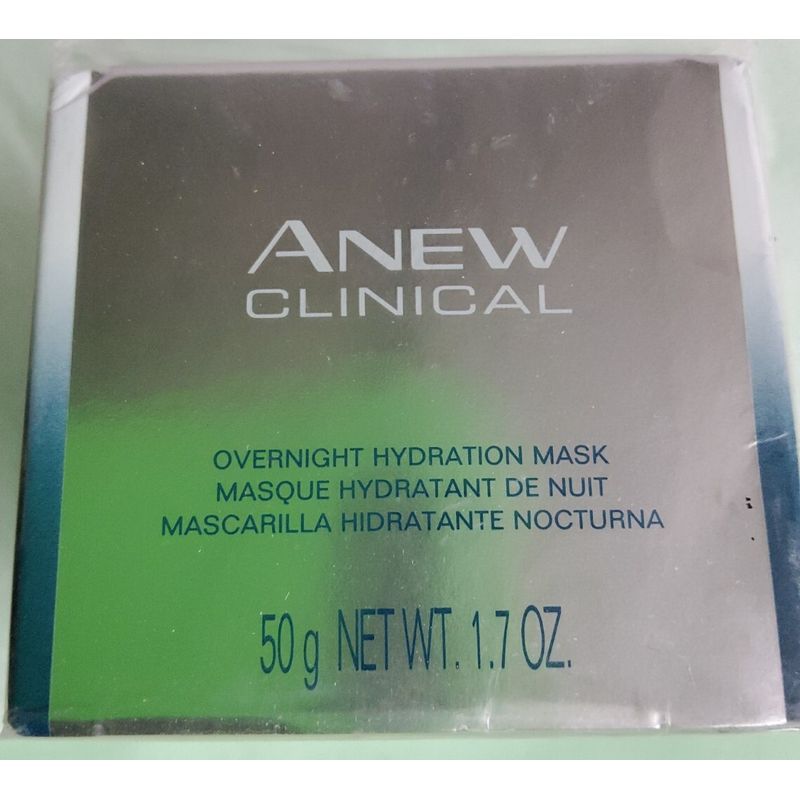 ANEW
CLINICAL
OVERNIGHT HYDRATION MASK
MASQUE HYDRATANT DE NUIT
MASCARILLA HIDRATANTE NOCTURNA
50 g NET WT. 1.7 OZ.